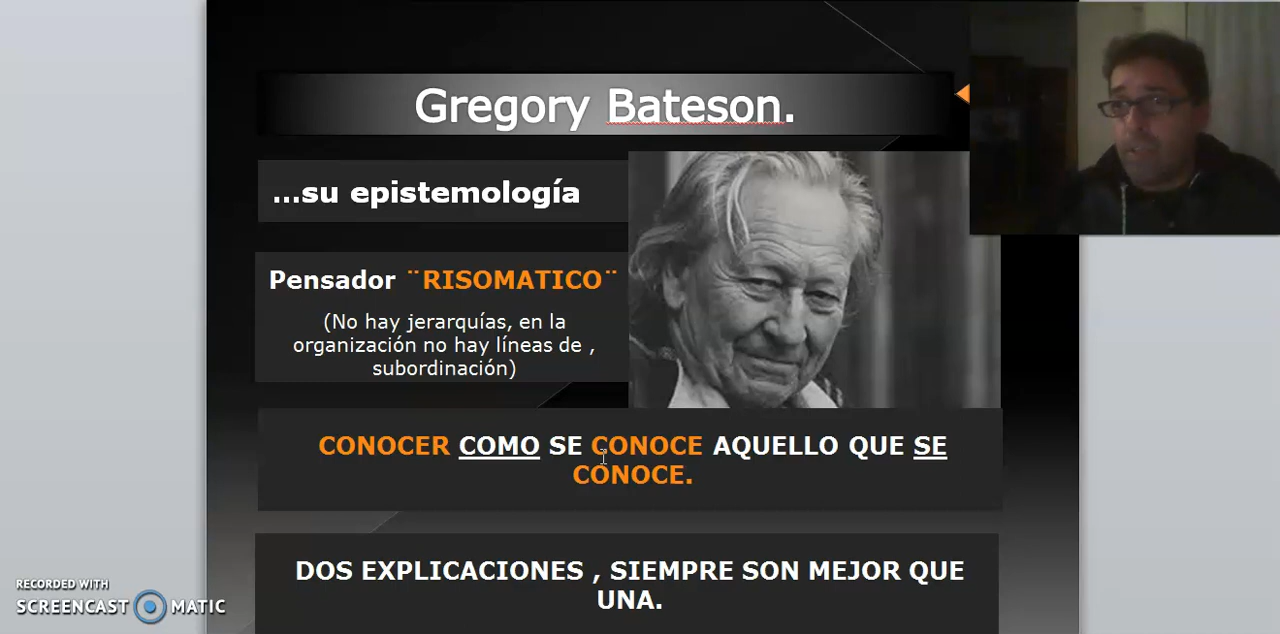 Gregory Bateson.
...su epistemología
Pensador ¨RISOMATICO¨
(No hay jerarquías, en la
organización no hay líneas de ,
subordinación)
CONOCER COMO SE CONOCE AQUELLO QUE SE
CONOCE.
DOS EXPLICACIONES , SIEMPRE SON MEJOR QUE
UNA.
RECORDED WITH
SCREENCAST MATIC